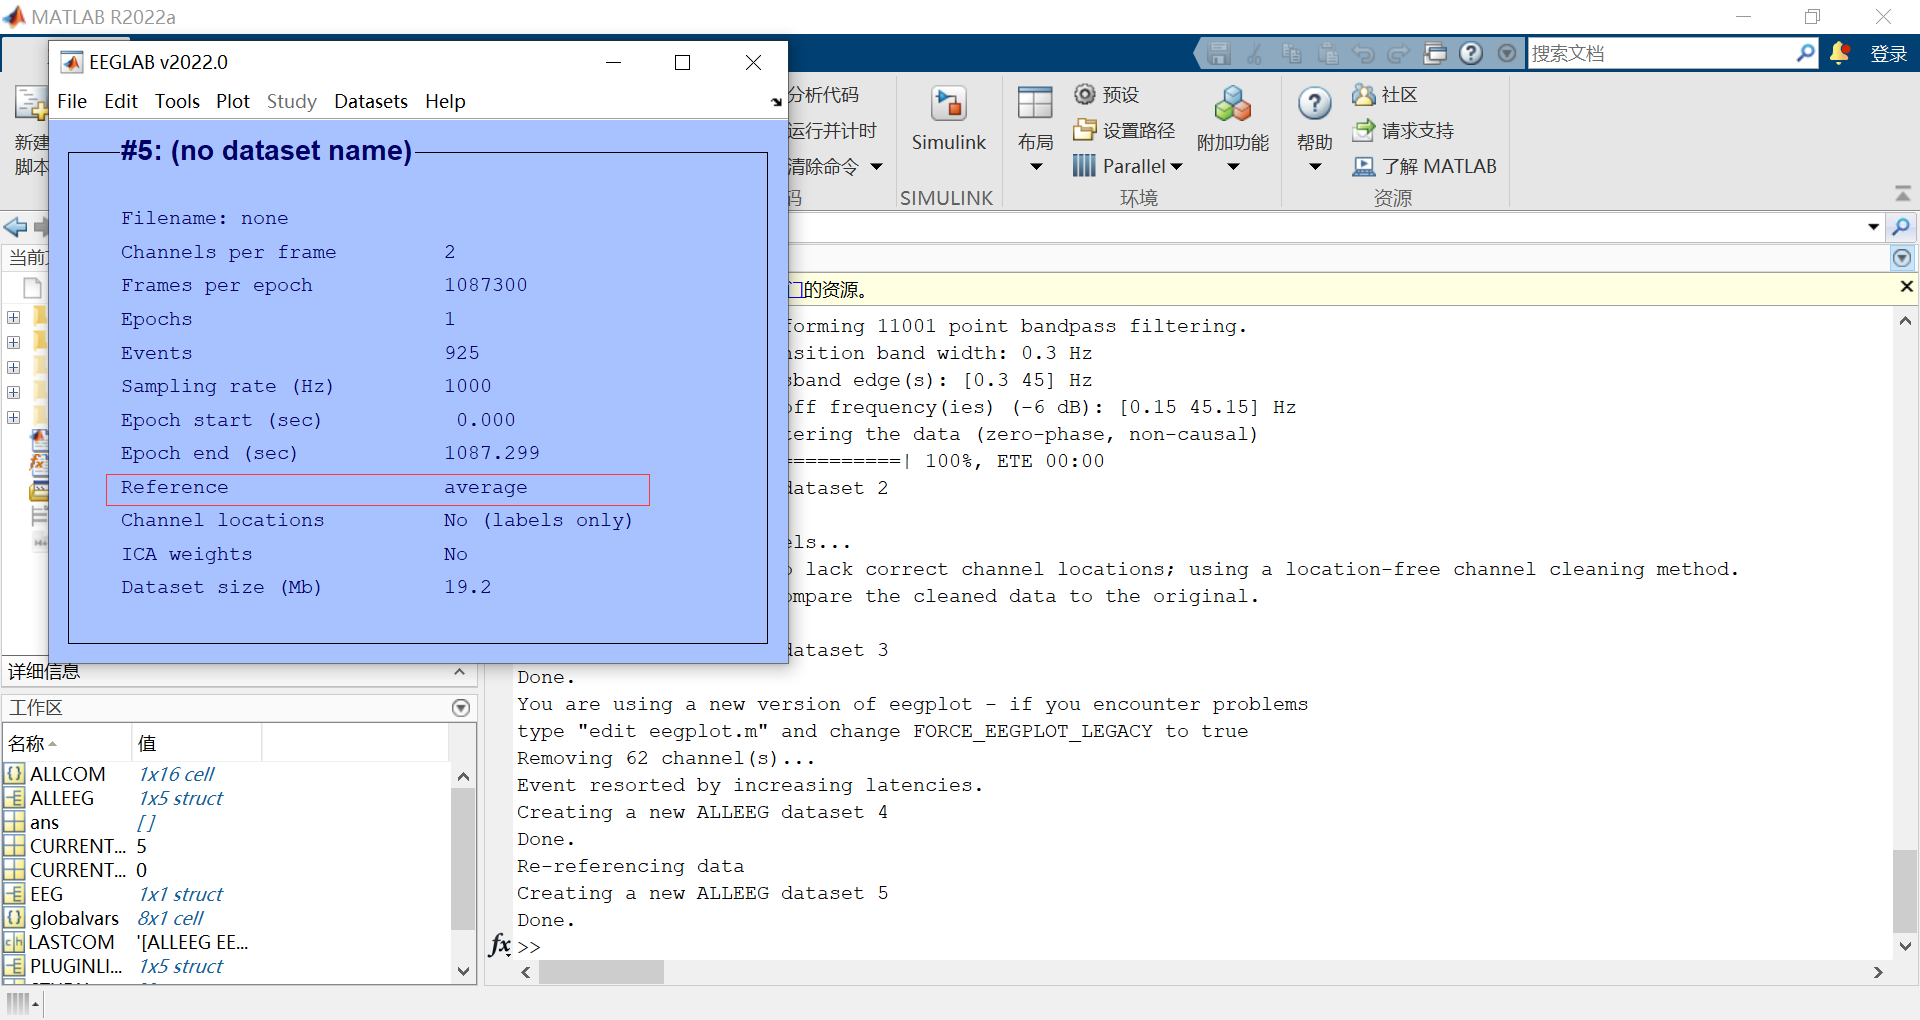 MATLAB R2022a
EEGLAB v2022.0
搜索文档
登录
File Edit Tools Plot Study Datasets Help
#5: (no dataset name)
Filename: none
Channels per frame 2
Frames per epoch 1087300
Epochs 1
Events 925
Sampling rate (Hz) 1000
Epoch start (sec) 0.000
Epoch end (sec) 1087.299
Reference average
Channel locations No (labels only)
ICA weights No
Dataset size (Mb) 19.2
新建
脚本
分析代码
运行并计时
清除命令
码
Simulink
SIMULINK
布局
预设
设置路径
Parallel
环境
附加功能
帮助
社区
请求支持
了解 MATLAB
资源
当前
门的资源。
forming 11001 point bandpass filtering.
nsition band width: 0.3 Hz
sband edge(s): [0.3 45] Hz
off frequency(ies) (-6 dB): [0.15 45.15] Hz
tering the data (zero-phase, non-causal)
==========| 100%, ETE 00:00
dataset 2
els...
o lack correct channel locations; using a location-free channel cleaning method.
ompare the cleaned data to the original.
dataset 3
Done.
You are using a new version of eegplot - if you encounter problems
type "edit eegplot.m" and change FORCE_EEGPLOT_LEGACY to true
Removing 62 channel(s)...
Event resorted by increasing latencies.
Creating a new ALLEEG dataset 4
Done.
Re-referencing data
Creating a new ALLEEG dataset 5
Done.
fx >>
详细信息
工作区
名称 值
ALLCOM 1x16 cell
ALLEEG 1x5 struct
ans []
CURRENT... 5
CURRENT... 0
EEG 1x1 struct
globalvars 8x1 cell
LASTCOM '[ALLEEG EE...
PLUGINLI... 1x5 struct